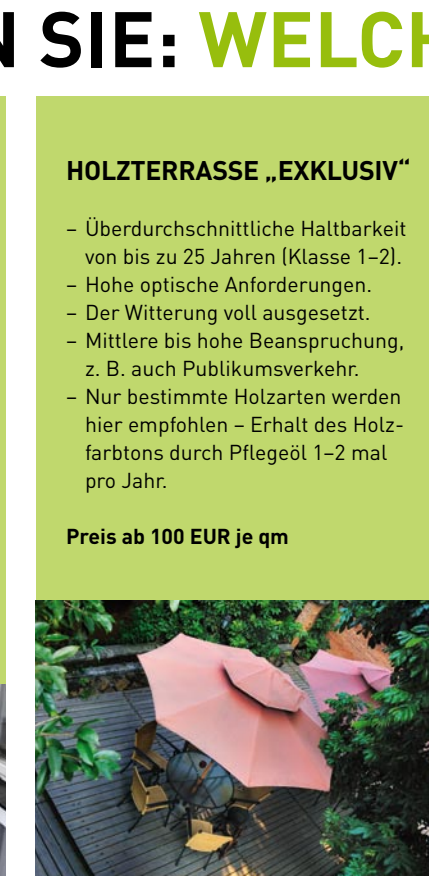 N SIE: WELCH
HOLZTERRASSE „EXKLUSIV“
– Überdurchschnittliche Haltbarkeit
von bis zu 25 Jahren (Klasse 1–2).
– Hohe optische Anforderungen.
– Der Witterung voll ausgesetzt.
– Mittlere bis hohe Beanspruchung,
z. B. auch Publikumsverkehr.
– Nur bestimmte Holzarten werden
hier empfohlen – Erhalt des Holz-
farbtons durch Pflegeöl 1–2 mal
pro Jahr.
Preis ab 100 EUR je qm